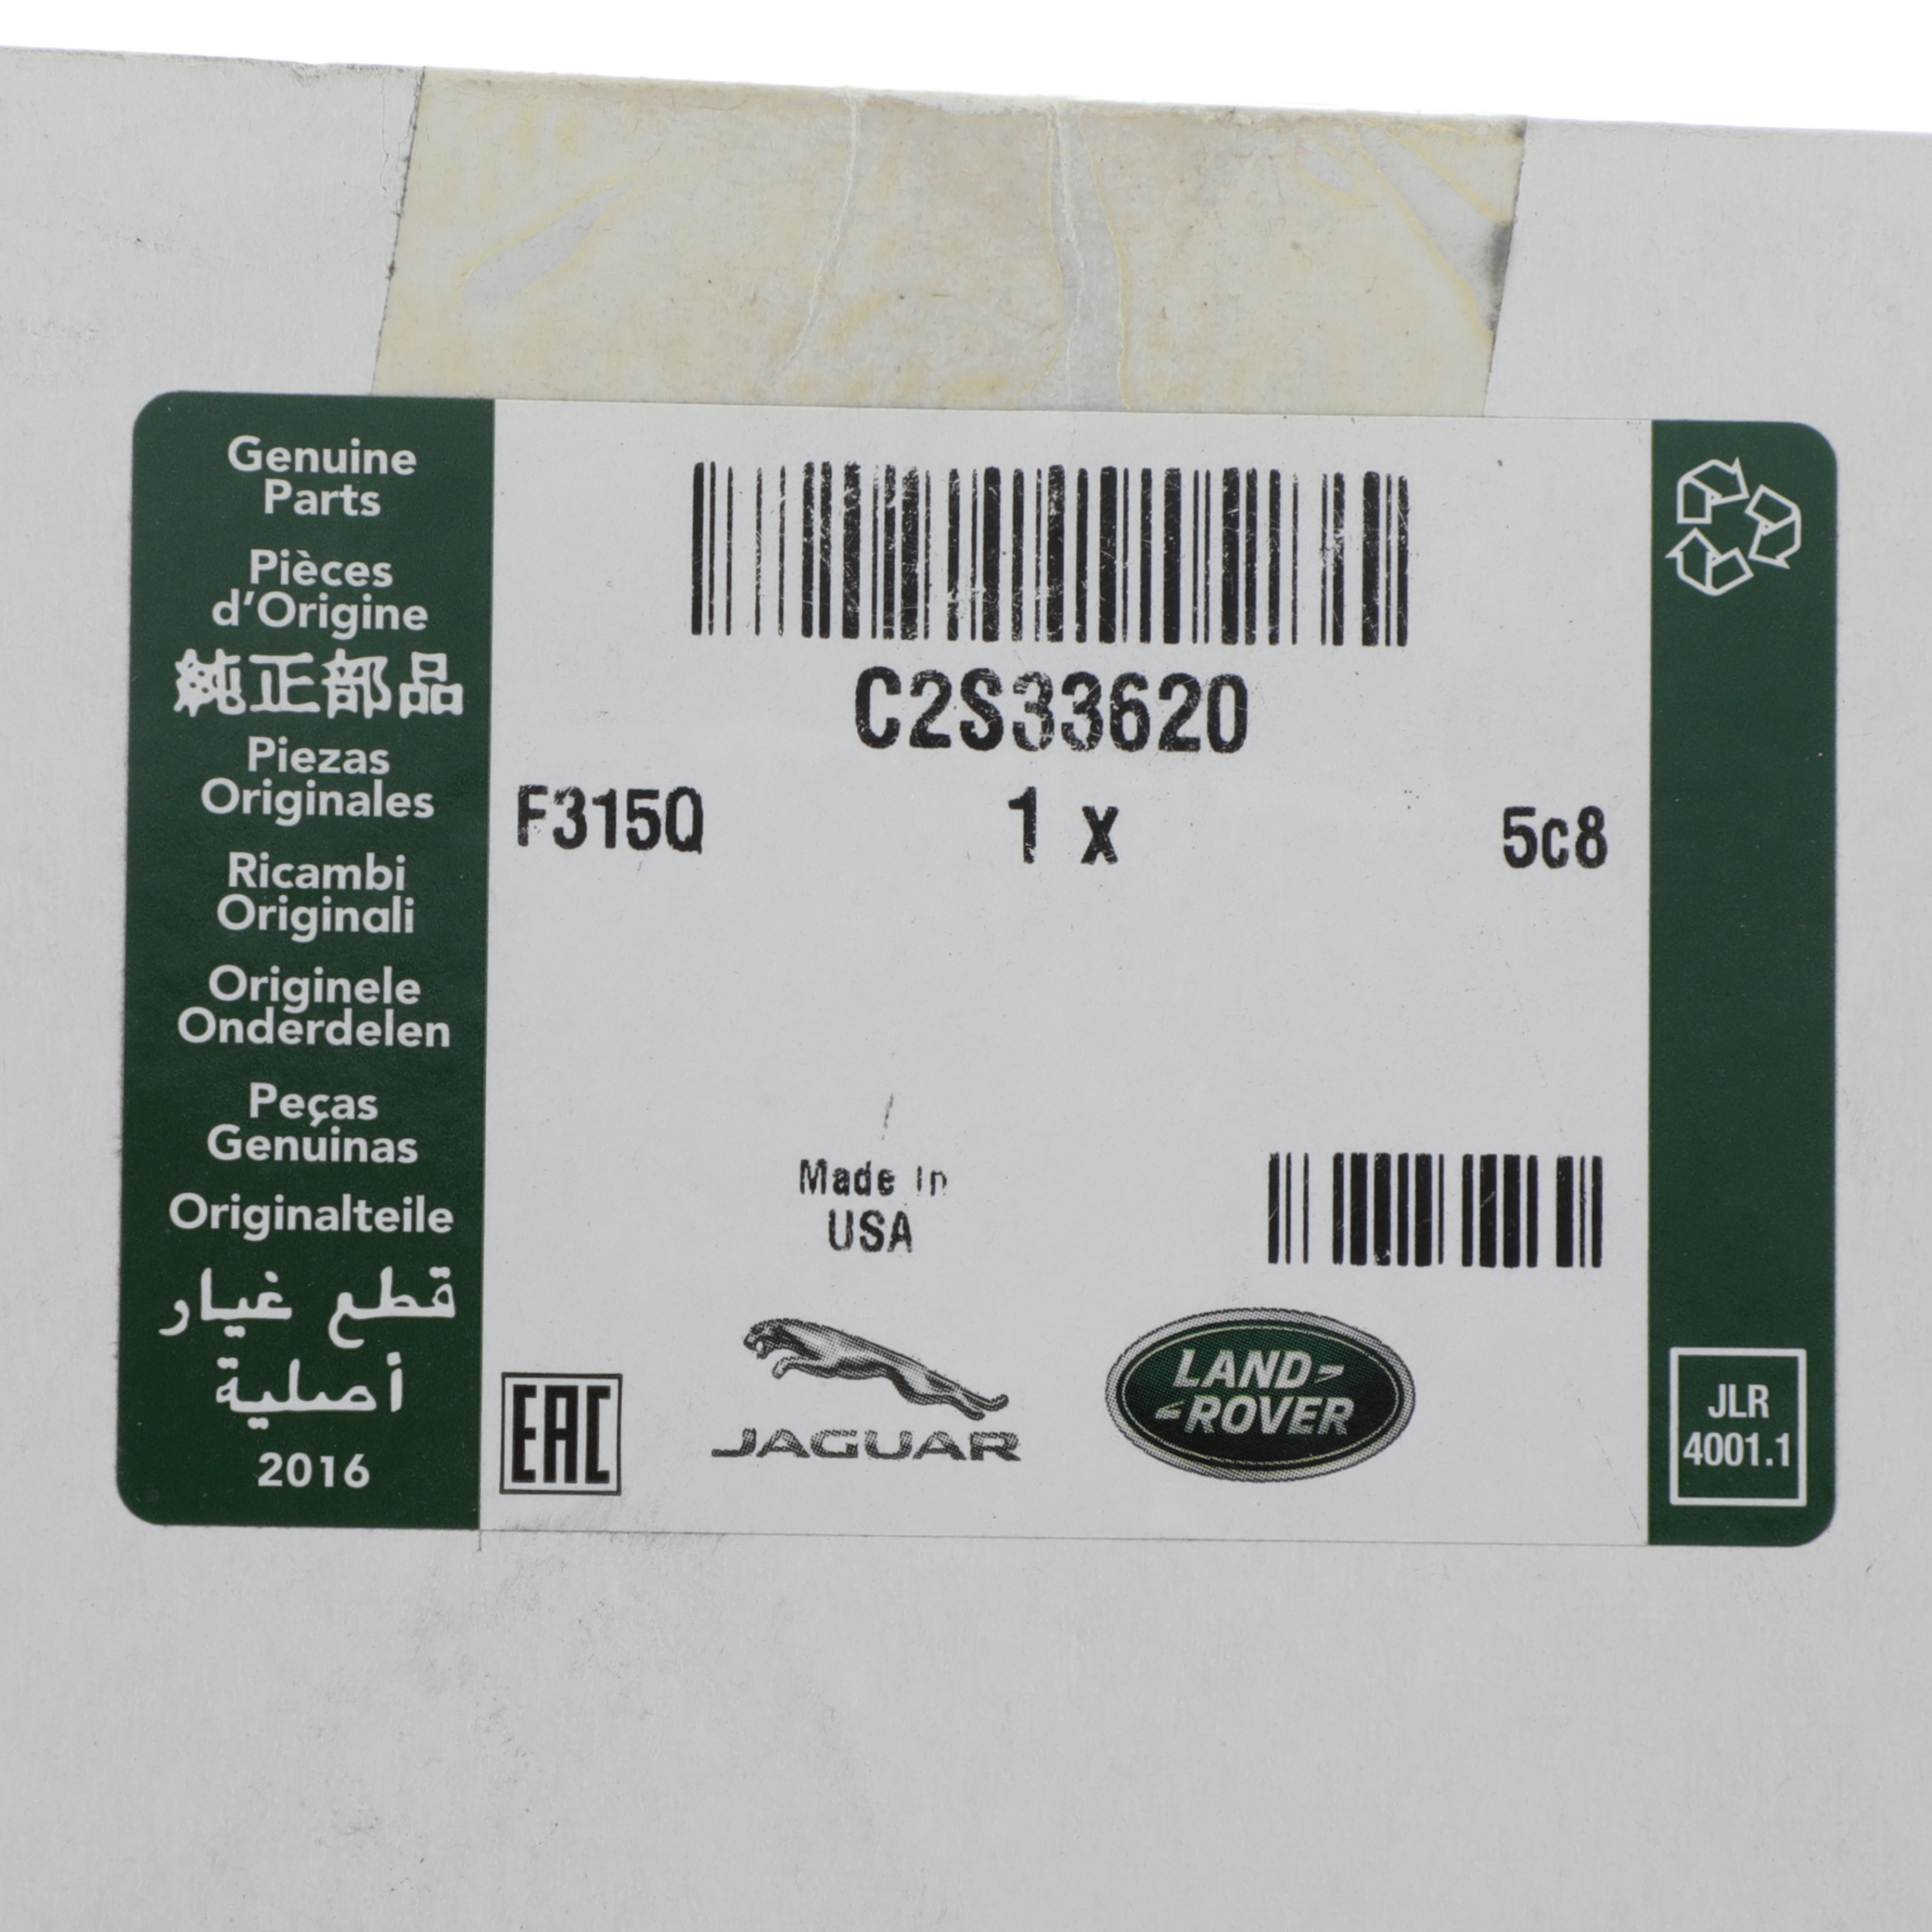 Genuine
Parts
Pièces
d'Origine
純正部品
Piezas
Originales
Ricambi
Originali
Originele
Onderdelen
Peças
Genuinas
Originalteile
قطع غيار
أصلية
2016
C2S33620
F315Q 1 x 5c8
Made In
USA
EAC
JAGUAR
LAND-
-ROVER
JLR
4001.1